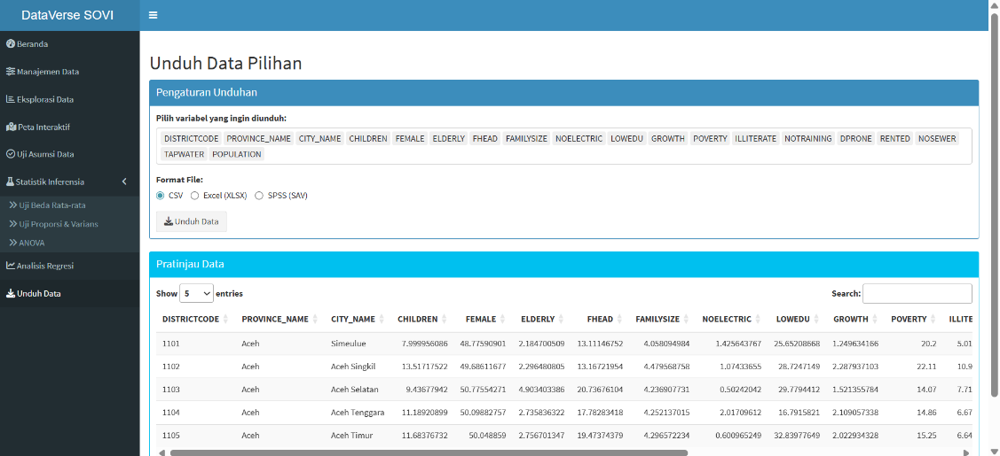 DataVerse SOVI
Beranda
Manajemen Data
Eksplorasi Data
Peta Interaktif
Uji Asumsi Data
Statistik Inferensia
Uji Beda Rata-rata
Uji Proporsi & Varians
ANOVA
Analisis Regresi
Unduh Data
Unduh Data Pilihan
Pengaturan Unduhan
Pilih variabel yang ingin diunduh:
DISTRICTCODE PROVINCE_NAME CITY_NAME CHILDREN FEMALE ELDERLY FHEAD FAMILYSIZE NOELECTRIC LOWEDU GROWTH POVERTY ILLITERATE NOTRAINING DPRONE RENTED NOSEWER
TAPWATER POPULATION
Format File:
CSV Excel (XLSX) SPSS (SAV)
Unduh Data
Pratinjau Data
Show 5 entries Search:
DISTRICTCODE PROVINCE_NAME CITY_NAME CHILDREN FEMALE ELDERLY FHEAD FAMILYSIZE NOELECTRIC LOWEDU GROWTH POVERTY ILLITE
1101 Aceh Simeulue 7.999956086 48.77590901 2.184700509 13.11146752 4.058094984 1.425643767 25.65208668 1.249634166 20.2 5.01
1102 Aceh Singkil 13.51717522 49.68611677 2.296480805 13.16721954 4.479568758 1.07433655 28.7247149 2.287937103 22.11 10.9
1103 Aceh Selatan 9.43677942 50.77554271 4.903403386 20.73676104 4.236907731 0.50242042 29.7794412 1.521355784 14.07 7.71
1104 Aceh Tenggara 11.18920899 50.09882757 2.735836322 17.78283418 4.252137015 2.01709612 16.7915821 2.109057338 14.86 6.67
1105 Aceh Timur 11.68376732 50.048859 2.756701347 19.47374379 4.296572234 0.600965249 32.83977649 2.022934328 15.25 6.64